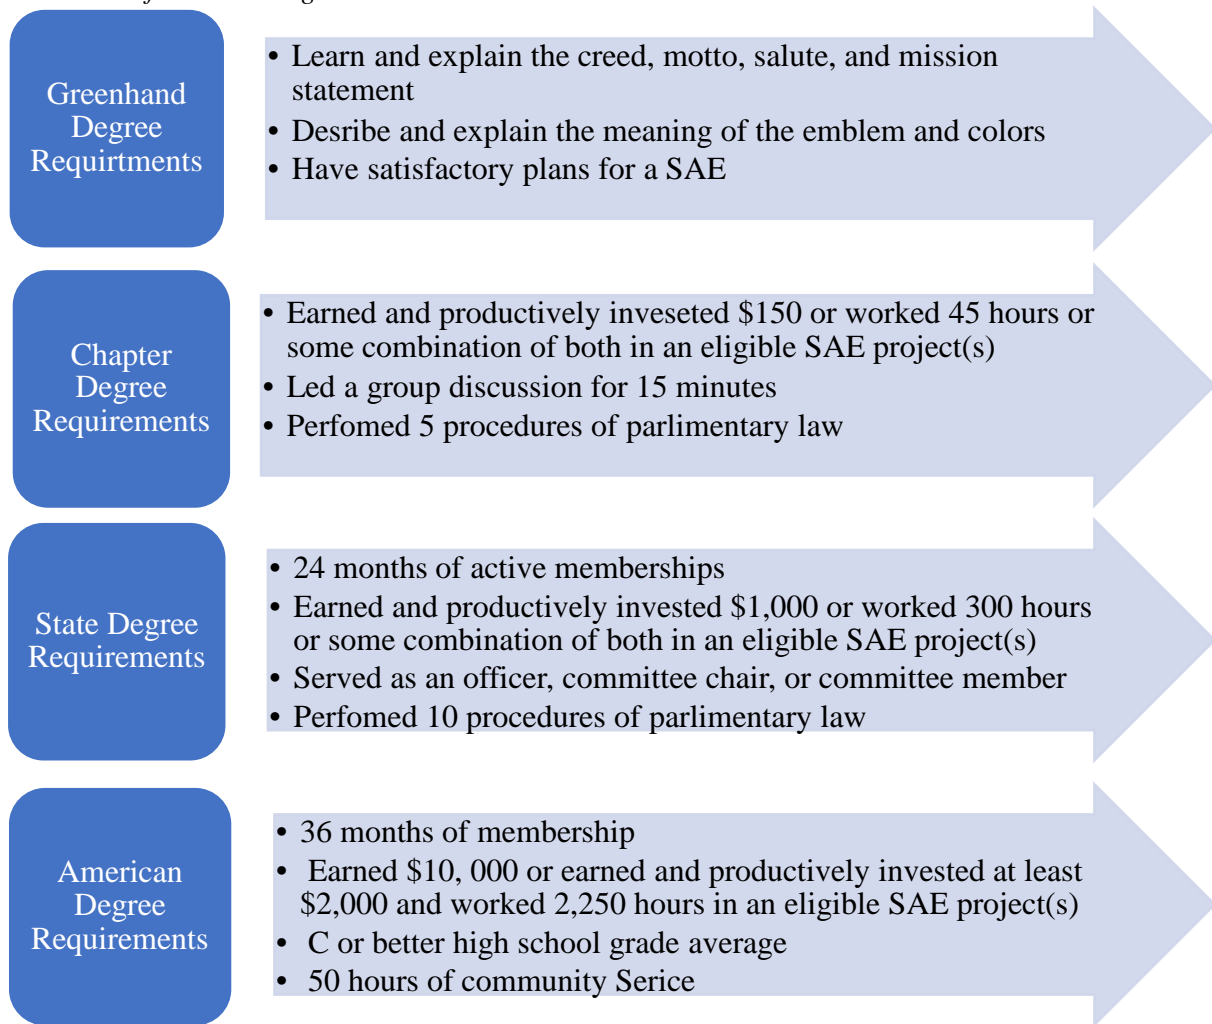 Greenhand
Degree
Requirtments
• Learn and explain the creed, motto, salute, and mission
statement
• Desribe and explain the meaning of the emblem and colors
• Have satisfactory plans for a SAE
Chapter
Degree
Requirements
• Earned and productively inveseted $150 or worked 45 hours or
some combination of both in an eligible SAE project(s)
• Led a group discussion for 15 minutes
• Perfomed 5 procedures of parlimentary law
State Degree
Requirements
• 24 months of active memberships
• Earned and productively invested $1,000 or worked 300 hours
or some combination of both in an eligible SAE project(s)
• Served as an officer, committee chair, or committee member
• Perfomed 10 procedures of parlimentary law
American
Degree
Requirements
• 36 months of membership
• Earned $10, 000 or earned and productively invested at least
$2,000 and worked 2,250 hours in an eligible SAE project(s)
• C or better high school grade average
• 50 hours of community Serice